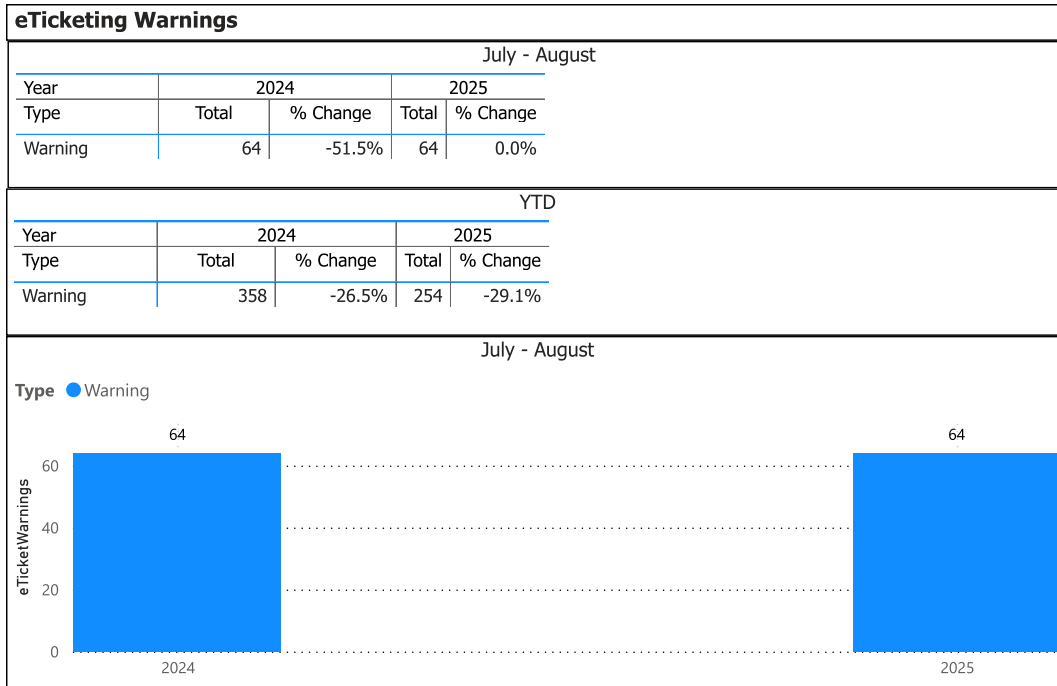 eTicketing Warnings
July - August
Year 2024 2025
Type Total % Change Total % Change
Warning 64 -51.5% 64 0.0%
YTD
Year 2024 2025
Type Total % Change Total % Change
Warning 358 -26.5% 254 -29.1%
July - August
Type Warning
64 64
60
40
20
0
eTicketWarnings
2024 2025